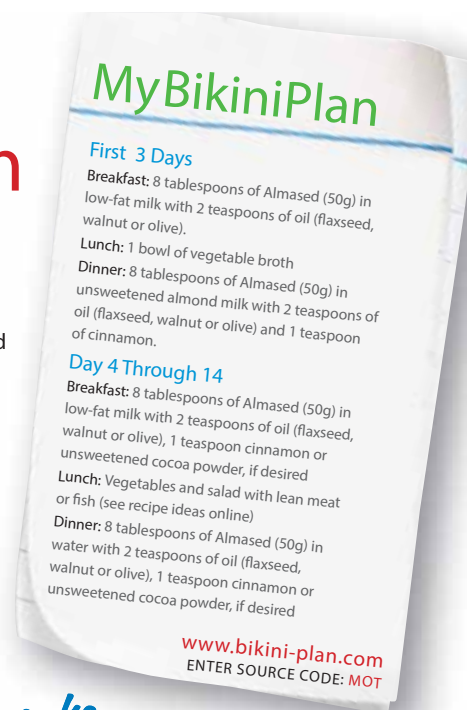 MyBikiniPlan
First 3 Days
Breakfast: 8 tablespoons of Almased (50g) in
low-fat milk with 2 teaspoons of oil (flaxseed,
walnut or olive).
Lunch: 1 bowl of vegetable broth
Dinner: 8 tablespoons of Almased (50g) in
unsweetened almond milk with 2 teaspoons of
oil (flaxseed, walnut or olive) and 1 teaspoon
of cinnamon.
Day 4 Through 14
Breakfast: 8 tablespoons of Almased (50g) in
low-fat milk with 2 teaspoons of oil (flaxseed,
walnut or olive), 1 teaspoon cinnamon or
unsweetened cocoa powder, if desired
Lunch: Vegetables and salad with lean meat
or fish (see recipe ideas online)
Dinner: 8 tablespoons of Almased (50g) in
water with 2 teaspoons of oil (flaxseed,
walnut or olive), 1 teaspoon cinnamon or
unsweetened cocoa powder, if desired
www.bikini-plan.com
ENTER SOURCE CODE: MOT